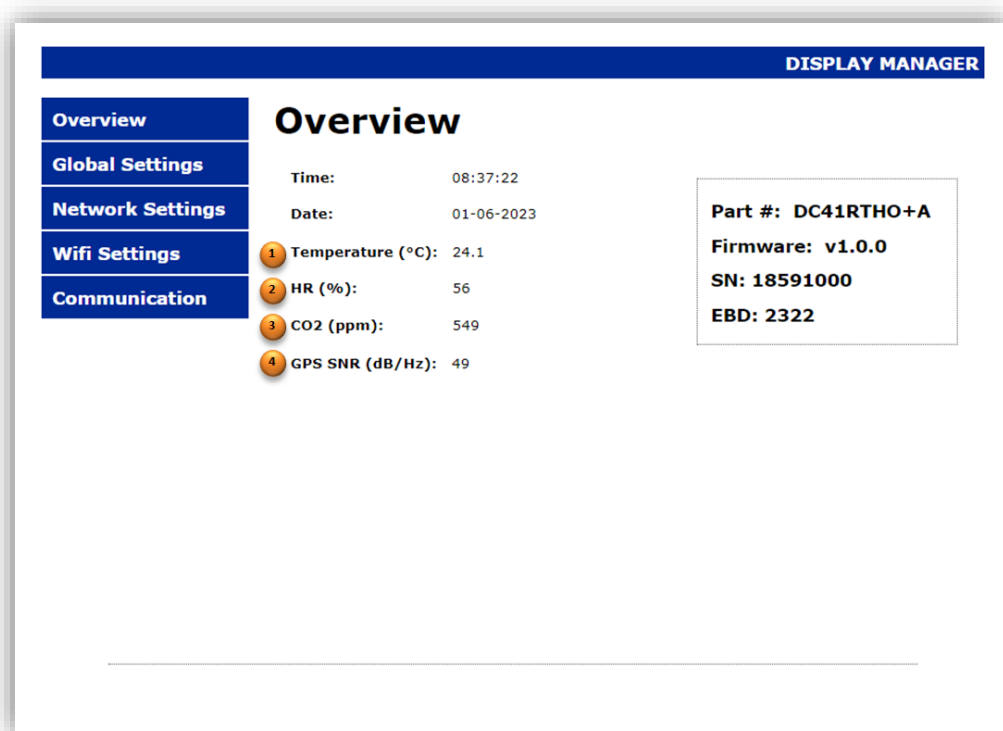 DISPLAY MANAGER
Overview
Global Settings
Network Settings
Wifi Settings
Communication
Overview
Time: 08:37:22
Date: 01-06-2023
1 Temperature (°C): 24.1
2 HR (%): 56
3 CO2 (ppm): 549
4 GPS SNR (dB/Hz): 49
Part #: DC41RTHO+A
Firmware: v1.0.0
SN: 18591000
EBD: 2322